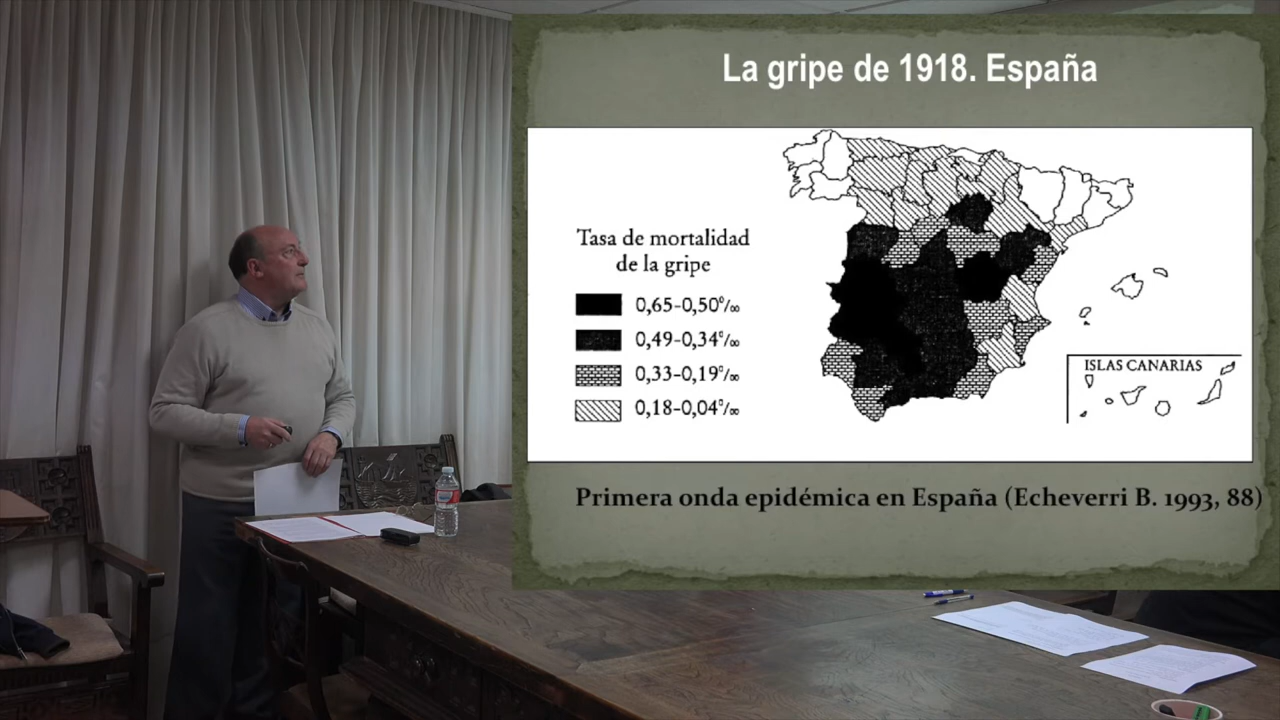 La gripe de 1918. España
Tasa de mortalidad
de la gripe
0,65-0,50‰
0,49-0,34‰
0,33-0,19‰
0,18-0,04‰
ISLAS CANARIAS
Primera onda epidémica en España (Echeverri B. 1993, 88)